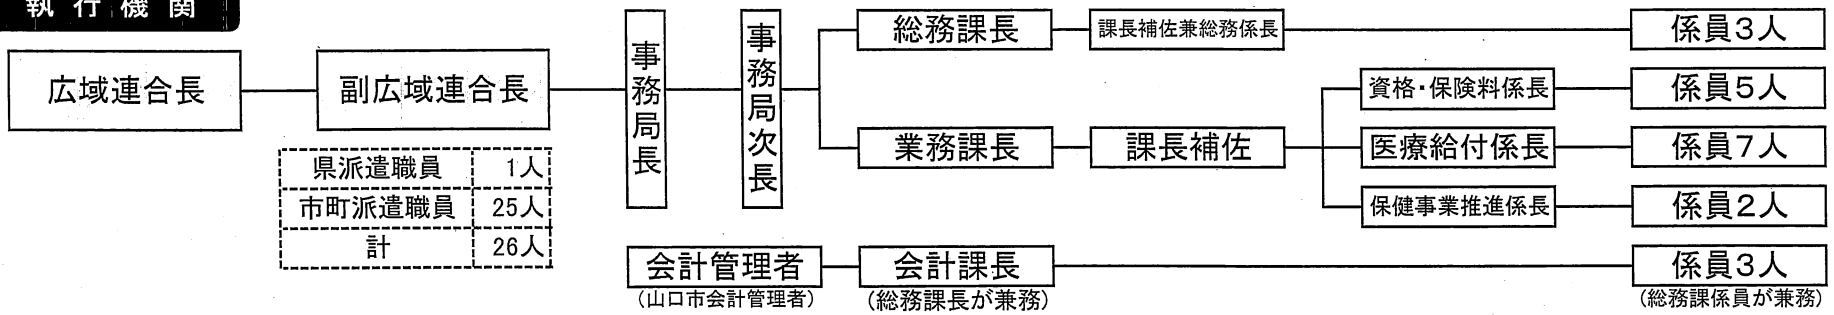 執行機関
広域連合長
副広域連合長
県派遣職員 1人
市町派遣職員 25人
計 26人
事務局長
事務局次長
総務課長
課長補佐兼総務係長
係員3人
業務課長
課長補佐
資格・保険料係長
係員5人
医療給付係長
係員7人
保健事業推進係長
係員2人
会計管理者
(山口市会計管理者)
会計課長
(総務課長が兼務)
係員3人
(総務課係員が兼務)